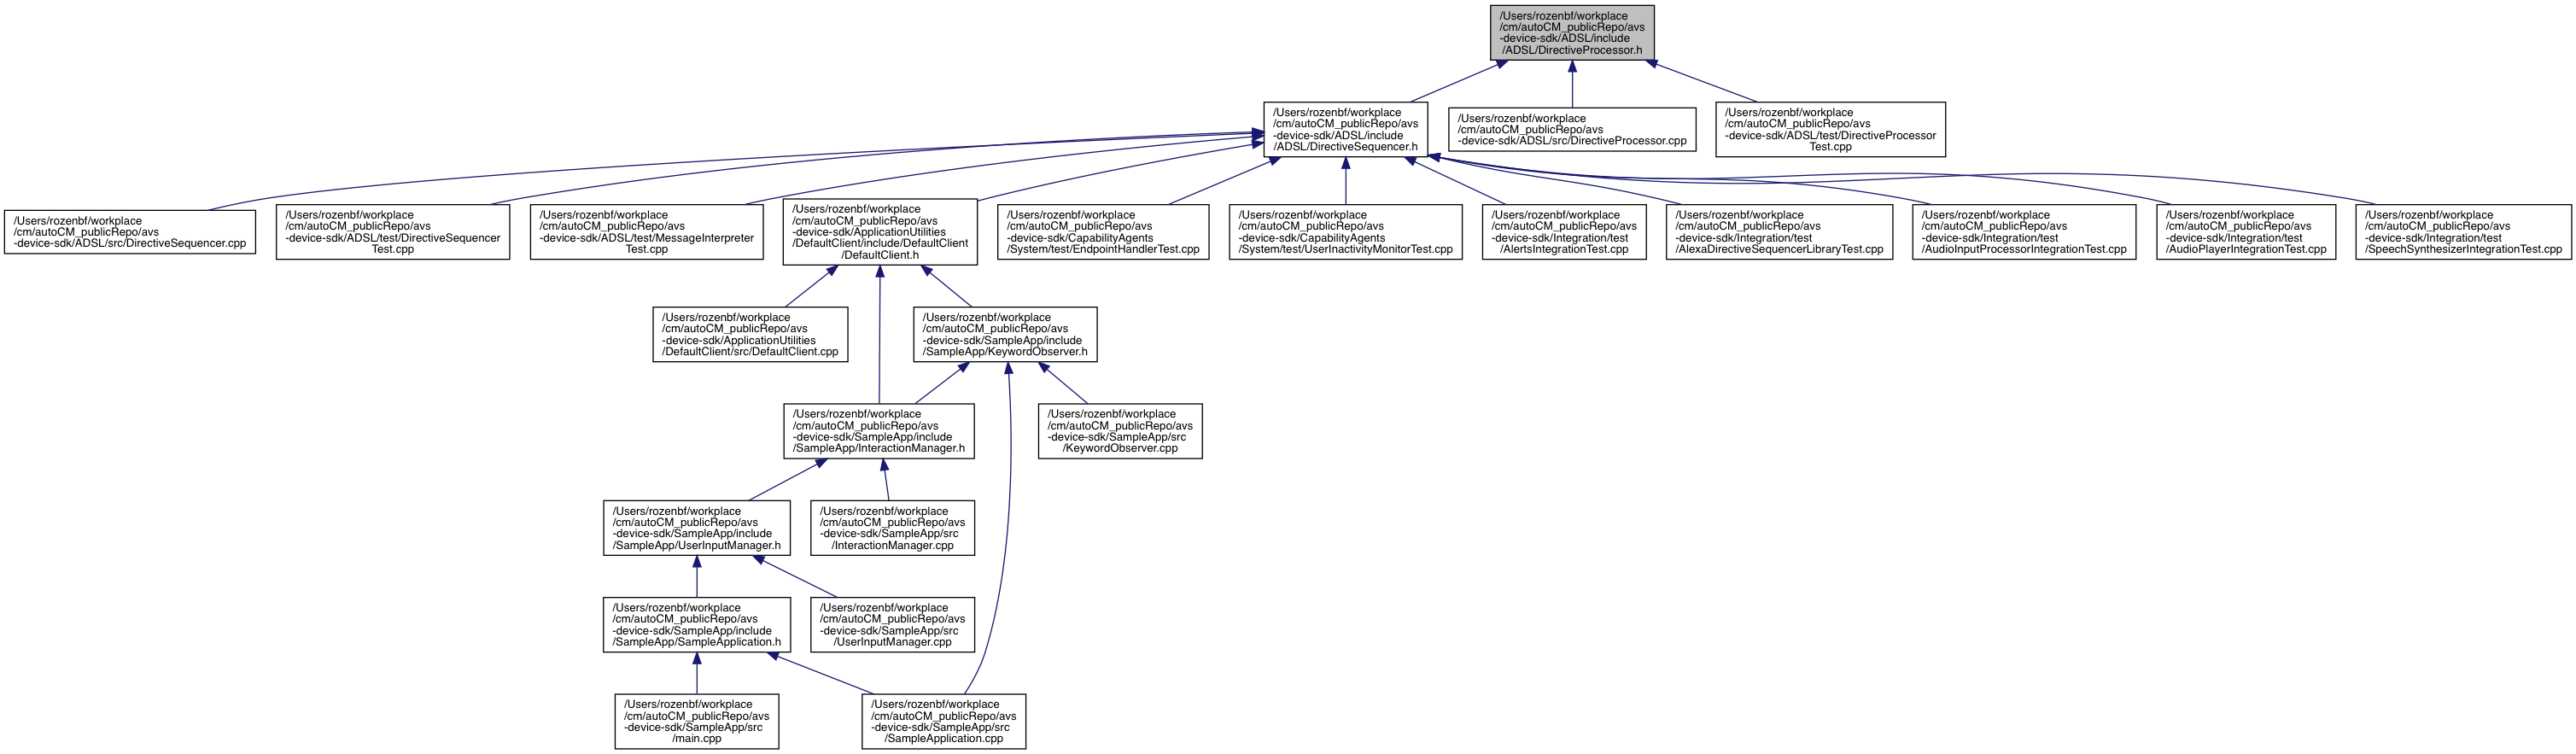 /Users/rozenbf/workplace
/cm/autoCM_publicRepo/avs
-device-sdk/ADSL/include
/ADSL/DirectiveProcessor.h
/Users/rozenbf/workplace
/cm/autoCM_publicRepo/avs
-device-sdk/ADSL/include
/ADSL/DirectiveSequencer.h
/Users/rozenbf/workplace
/cm/autoCM_publicRepo/avs
-device-sdk/ADSL/src/DirectiveProcessor.cpp
/Users/rozenbf/workplace
/cm/autoCM_publicRepo/avs
-device-sdk/ADSL/test/DirectiveProcessor
Test.cpp
/Users/rozenbf/workplace
/cm/autoCM_publicRepo/avs
-device-sdk/ADSL/src/DirectiveSequencer.cpp
/Users/rozenbf/workplace
/cm/autoCM_publicRepo/avs
-device-sdk/ADSL/test/DirectiveSequencer
Test.cpp
/Users/rozenbf/workplace
/cm/autoCM_publicRepo/avs
-device-sdk/ADSL/test/MessageInterpreter
Test.cpp
/Users/rozenbf/workplace
/cm/autoCM_publicRepo/avs
-device-sdk/ApplicationUtilities
/DefaultClient/include/DefaultClient
/DefaultClient.h
/Users/rozenbf/workplace
/cm/autoCM_publicRepo/avs
-device-sdk/CapabilityAgents
/System/test/EndpointHandlerTest.cpp
/Users/rozenbf/workplace
/cm/autoCM_publicRepo/avs
-device-sdk/CapabilityAgents
/System/test/UserInactivityMonitorTest.cpp
/Users/rozenbf/workplace
/cm/autoCM_publicRepo/avs
-device-sdk/Integration/test
/AlertsIntegrationTest.cpp
/Users/rozenbf/workplace
/cm/autoCM_publicRepo/avs
-device-sdk/Integration/test
/AlexaDirectiveSequencerLibraryTest.cpp
/Users/rozenbf/workplace
/cm/autoCM_publicRepo/avs
-device-sdk/Integration/test
/AudioInputProcessorIntegrationTest.cpp
/Users/rozenbf/workplace
/cm/autoCM_publicRepo/avs
-device-sdk/Integration/test
/AudioPlayerIntegrationTest.cpp
/Users/rozenbf/workplace
/cm/autoCM_publicRepo/avs
-device-sdk/Integration/test
/SpeechSynthesizerIntegrationTest.cpp
/Users/rozenbf/workplace
/cm/autoCM_publicRepo/avs
-device-sdk/ApplicationUtilities
/DefaultClient/src/DefaultClient.cpp
/Users/rozenbf/workplace
/cm/autoCM_publicRepo/avs
-device-sdk/SampleApp/include
/SampleApp/KeywordObserver.h
/Users/rozenbf/workplace
/cm/autoCM_publicRepo/avs
-device-sdk/SampleApp/include
/SampleApp/InteractionManager.h
/Users/rozenbf/workplace
/cm/autoCM_publicRepo/avs
-device-sdk/SampleApp/src
/KeywordObserver.cpp
/Users/rozenbf/workplace
/cm/autoCM_publicRepo/avs
-device-sdk/SampleApp/include
/SampleApp/UserInputManager.h
/Users/rozenbf/workplace
/cm/autoCM_publicRepo/avs
-device-sdk/SampleApp/src
/InteractionManager.cpp
/Users/rozenbf/workplace
/cm/autoCM_publicRepo/avs
-device-sdk/SampleApp/include
/SampleApp/SampleApplication.h
/Users/rozenbf/workplace
/cm/autoCM_publicRepo/avs
-device-sdk/SampleApp/src
/UserInputManager.cpp
/Users/rozenbf/workplace
/cm/autoCM_publicRepo/avs
-device-sdk/SampleApp/src
/main.cpp
/Users/rozenbf/workplace
/cm/autoCM_publicRepo/avs
-device-sdk/SampleApp/src
/SampleApplication.cpp